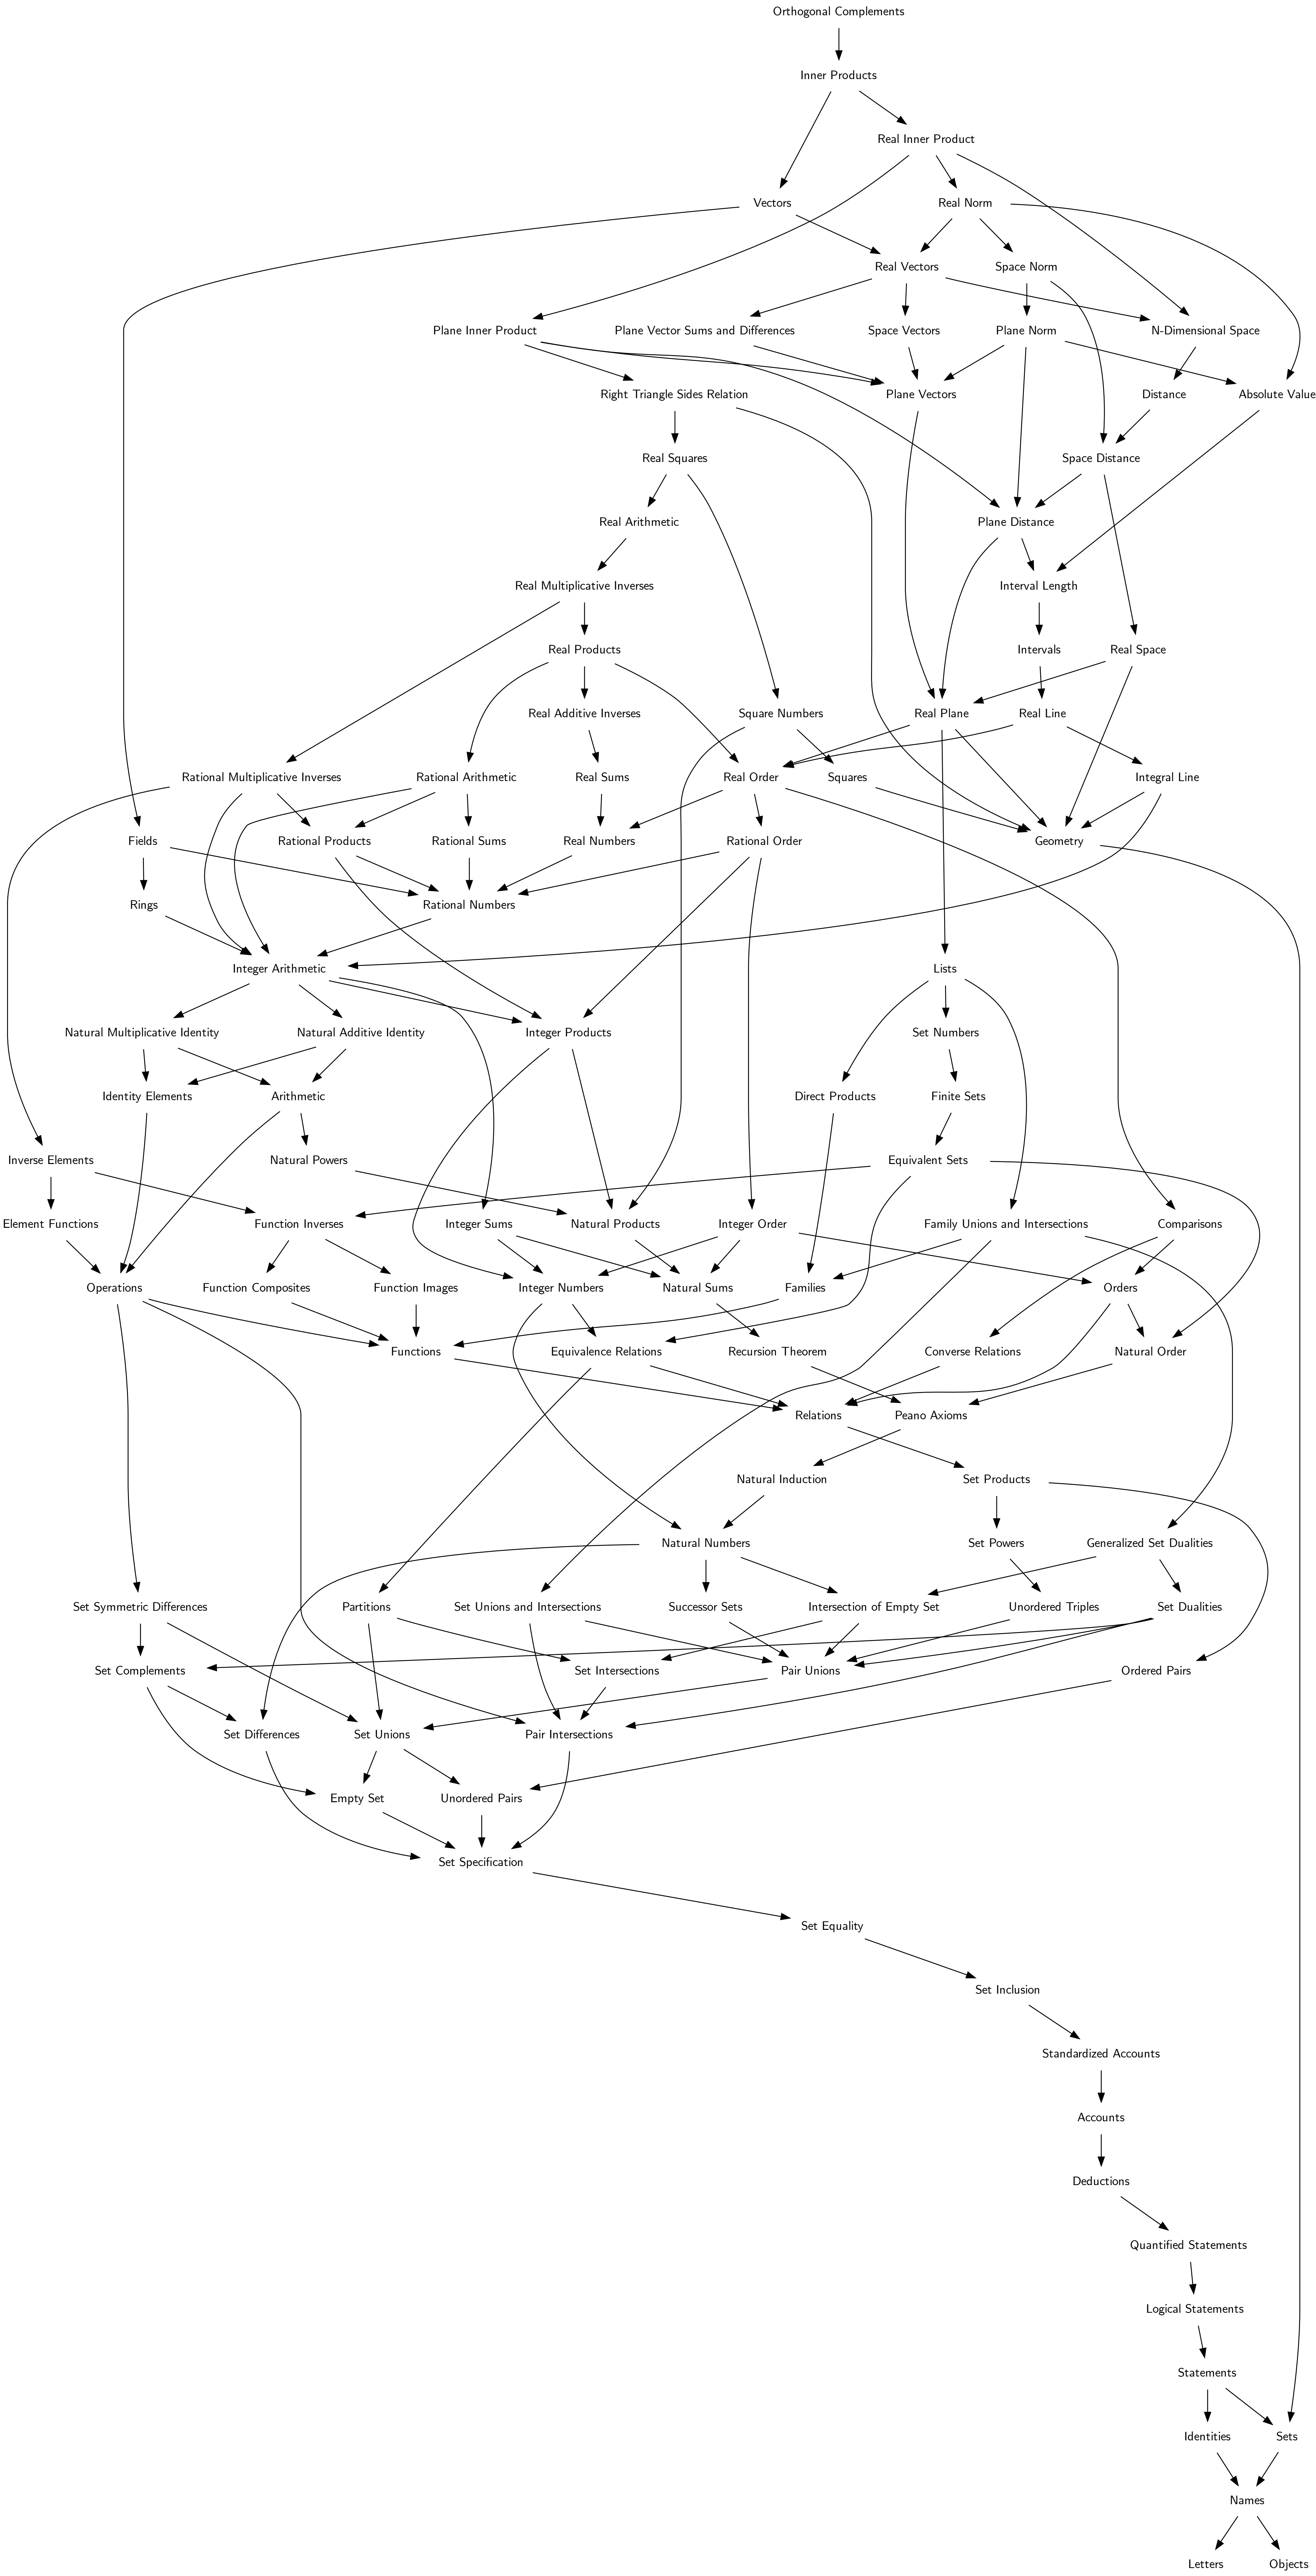 Orthogonal Complements
Inner Products
Real Inner Product
Vectors
Real Norm
Real Vectors
Space Norm
Plane Inner Product
Plane Vector Sums and Differences
Space Vectors
Plane Norm
N-Dimensional Space
Right Triangle Sides Relation
Plane Vectors
Distance
Absolute Value
Real Squares
Space Distance
Real Arithmetic
Plane Distance
Real Multiplicative Inverses
Interval Length
Real Products
Intervals
Real Space
Real Additive Inverses
Square Numbers
Real Plane
Real Line
Rational Multiplicative Inverses
Rational Arithmetic
Real Sums
Real Order
Squares
Integral Line
Fields
Rational Products
Rational Sums
Real Numbers
Rational Order
Geometry
Rings
Rational Numbers
Integer Arithmetic
Lists
Natural Multiplicative Identity
Natural Additive Identity
Integer Products
Set Numbers
Identity Elements
Arithmetic
Direct Products
Finite Sets
Inverse Elements
Natural Powers
Equivalent Sets
Element Functions
Function Inverses
Integer Sums
Natural Products
Integer Order
Family Unions and Intersections
Comparisons
Operations
Function Composites
Function Images
Integer Numbers
Natural Sums
Families
Orders
Functions
Equivalence Relations
Recursion Theorem
Converse Relations
Natural Order
Relations
Peano Axioms
Natural Induction
Set Products
Natural Numbers
Set Powers
Generalized Set Dualities
Set Symmetric Differences
Partitions
Set Unions and Intersections
Successor Sets
Intersection of Empty Set
Unordered Triples
Set Dualities
Set Complements
Set Intersections
Pair Unions
Ordered Pairs
Set Differences
Set Unions
Pair Intersections
Empty Set
Unordered Pairs
Set Specification
Set Equality
Set Inclusion
Standardized Accounts
Accounts
Deductions
Quantified Statements
Logical Statements
Statements
Identities
Sets
Names
Letters
Objects